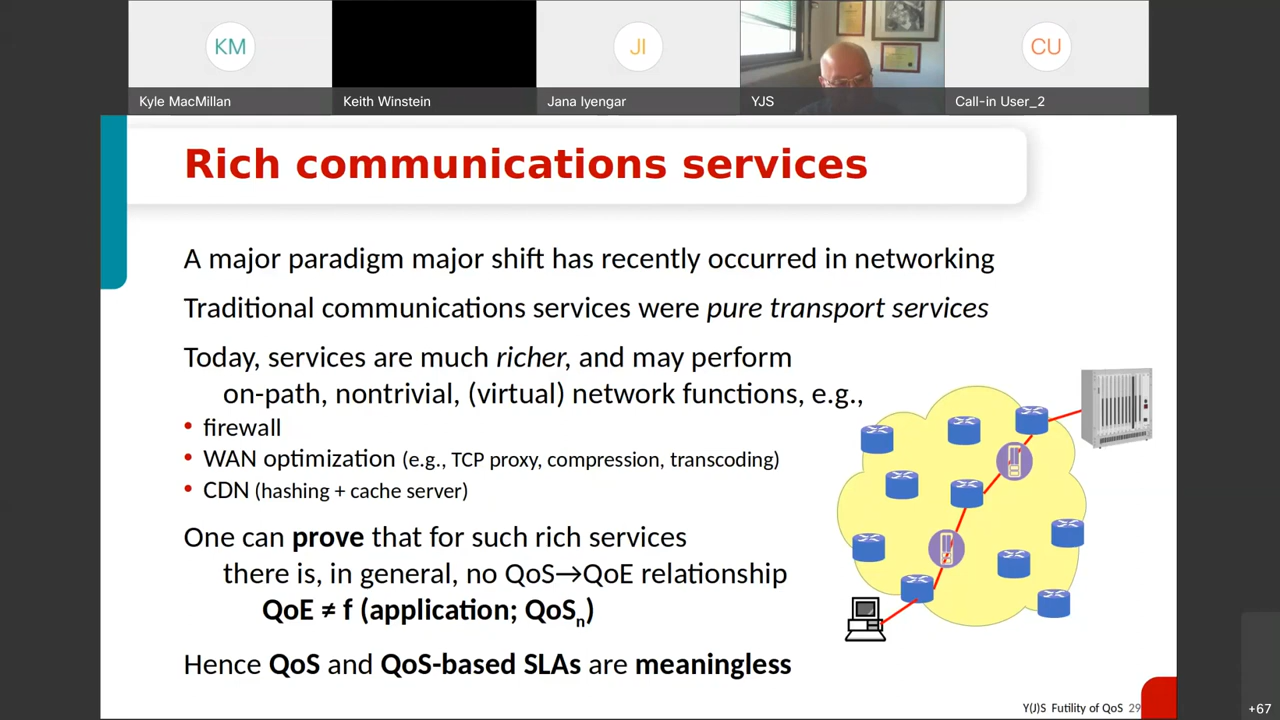 KM
JI
CU
Kyle MacMillan
Keith Winstein
Jana Iyengar
YJS
Call-in User_2
Rich communications services
A major paradigm major shift has recently occurred in networking
Traditional communications services were pure transport services
Today, services are much richer, and may perform
on-path, nontrivial, (virtual) network functions, e.g.,
• firewall
• WAN optimization (e.g., TCP proxy, compression, transcoding)
• CDN (hashing + cache server)
One can prove that for such rich services
there is, in general, no QoS→QoE relationship
QoE ≠ f (application; QoSn)
Hence QoS and QoS-based SLAs are meaningless
Y(J)S Futility of QoS 29
+67